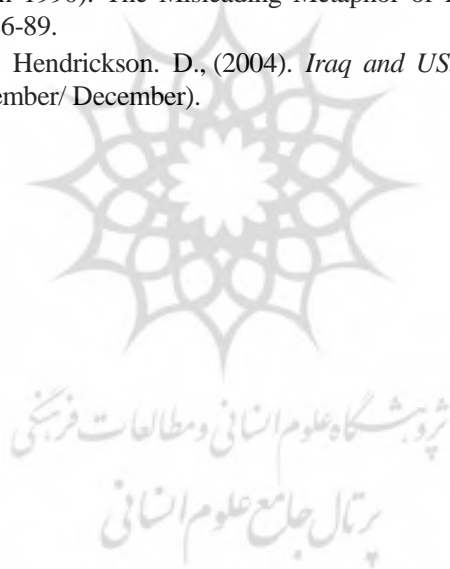 1990). The Misleading Metaphor of
6-89.
Hendrickson. D., (2004). Iraq and US
ember/ December).
پژوهشگاه علوم انسانی و مطالعات فرهنگی
پرتال جامع علوم انسانی